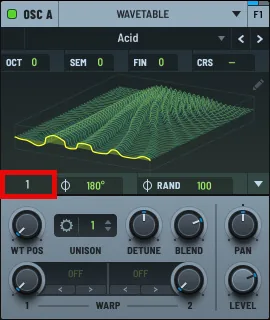 OSC A WAVETABLE F1
Acid
OCT 0 SEM 0 FIN 0 CRS –
1 180° RAND 100
1
WT POS UNISON DETUNE BLEND PAN
OFF OFF
1 WARP 2 LEVEL